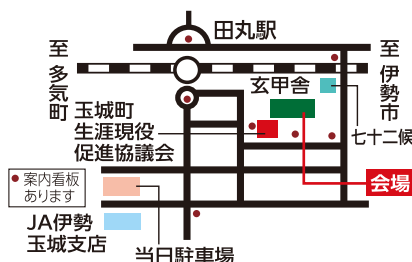 田丸駅
至
多気町
至
伊勢市
玄甲舎
七十二候
玉城町
生涯現役
促進協議会
会場
案内看板
あります
JA伊勢
玉城支店
当日駐車場